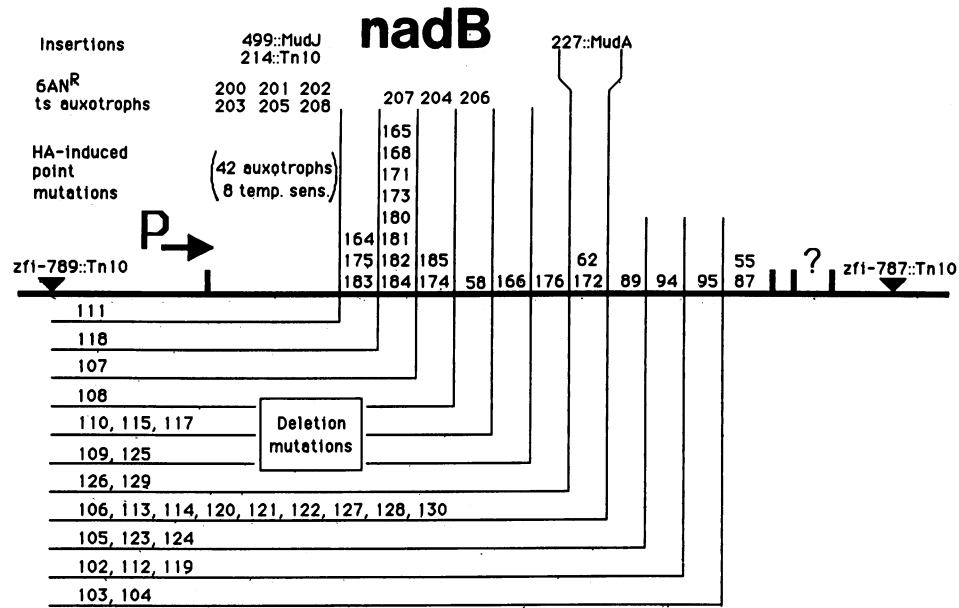 nadB
Insertions
499::MudJ
214::Tn10
227::MudA
6AN^R
ts auxotrophs
200 201 202
203 205 208
207 204 206
HA-induced
point
mutations
(42 auxotrophs
8 temp. sens.)
165
168
171
173
180
164 181
175 182 185 62 55
183 184 174 58 166 176 172 89 94 95 87
P
?
zfi-789::Tn10
zfi-787::Tn10
111
118
107
108
110, 115, 117
109, 125
Deletion
mutations
126, 129
106, 113, 114, 120, 121, 122, 127, 128, 130
105, 123, 124
102, 112, 119
103, 104